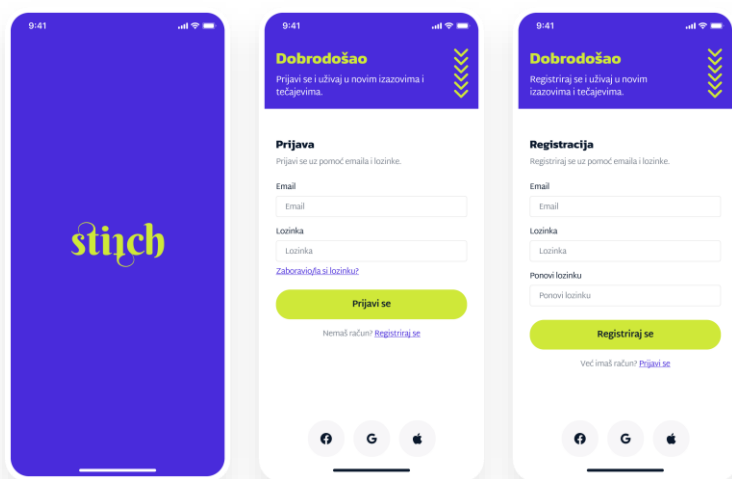 9:41
stitch
9:41
Dobrodošao
Prijavi se i uživaj u novim izazovima i
tečajevima.
Prijava
Prijavi se uz pomoć emaila i lozinke.
Email
Email
Lozinka
Lozinka
Zaboravio/la si lozinku?
Prijavi se
Nemaš račun? Registriraj se
G
9:41
Dobrodošao
Registriraj se i uživaj u novim
izazovima i tečajevima.
Registracija
Registriraj se uz pomoć emaila i lozinke.
Email
Email
Lozinka
Lozinka
Ponovi lozinku
Ponovi lozinku
Registriraj se
Već imaš račun? Prijavi se
G